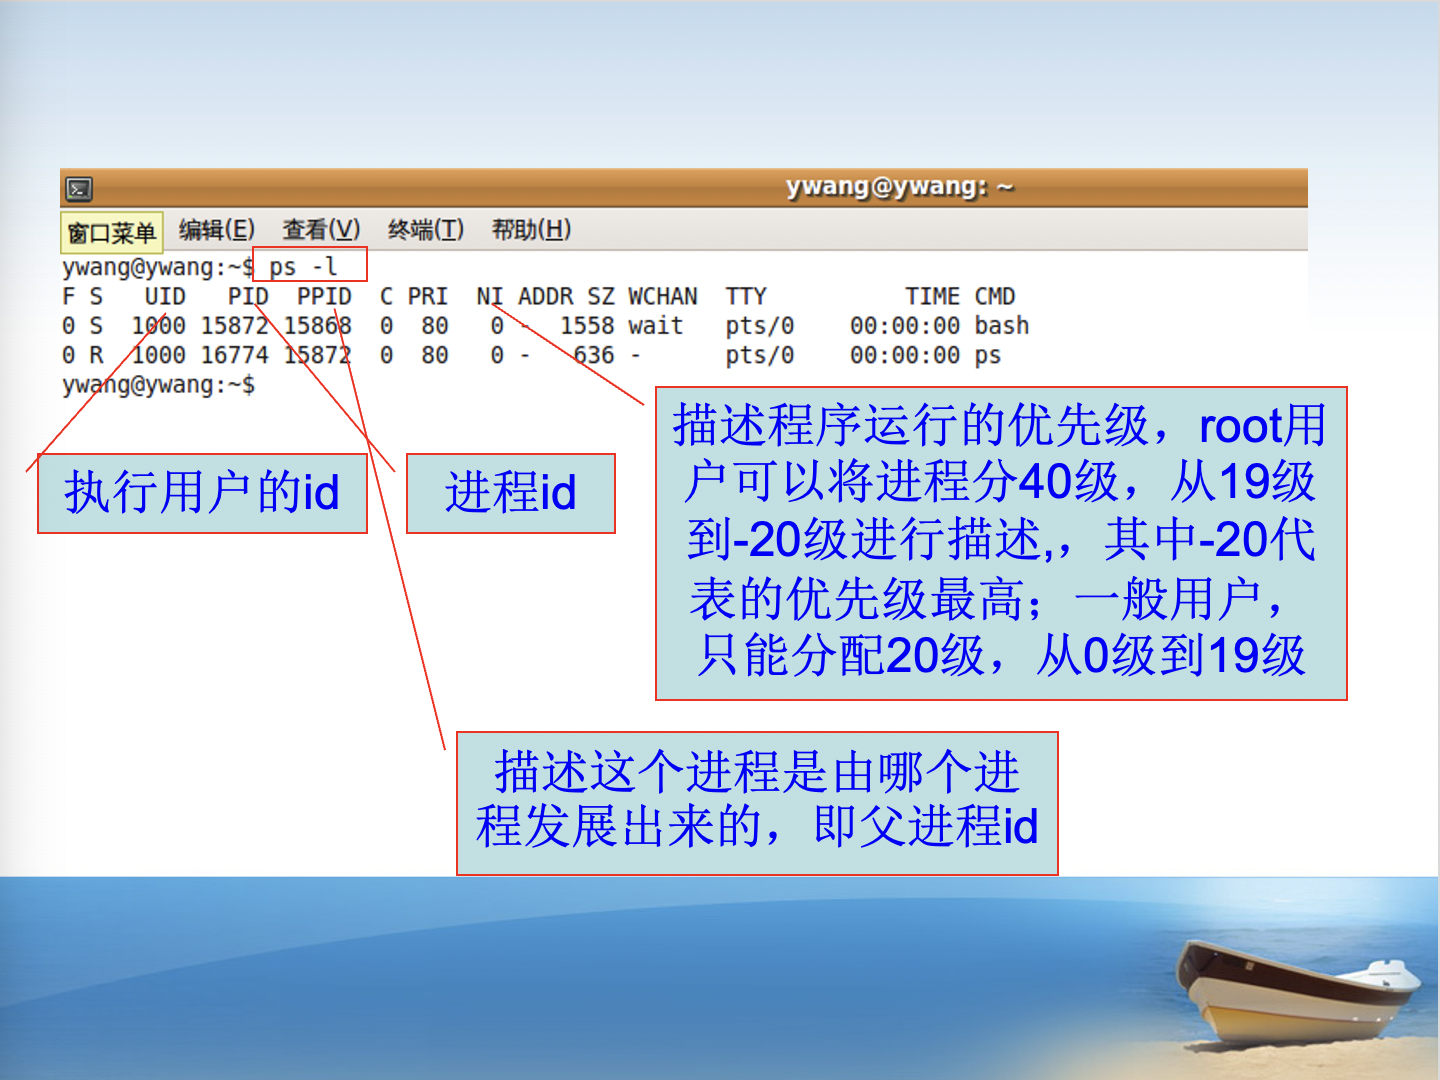 ywang@ywang: ~
窗口菜单 编辑(E) 查看(V) 终端(T) 帮助(H)
ywang@ywang:~$ ps -l
F S   UID   PID  PPID  C PRI  NI ADDR SZ WCHAN  TTY          TIME CMD
0 S  1000 15872 15868  0  80   0 -  1558 wait   pts/0    00:00:00 bash
0 R  1000 16774 15872  0  80   0 -   636 -      pts/0    00:00:00 ps
ywang@ywang:~$
执行用户的id
进程id
描述程序运行的优先级，root用
户可以将进程分40级，从19级
到-20级进行描述,，其中-20代
表的优先级最高；一般用户，
只能分配20级，从0级到19级
描述这个进程是由哪个进
程发展出来的，即父进程id